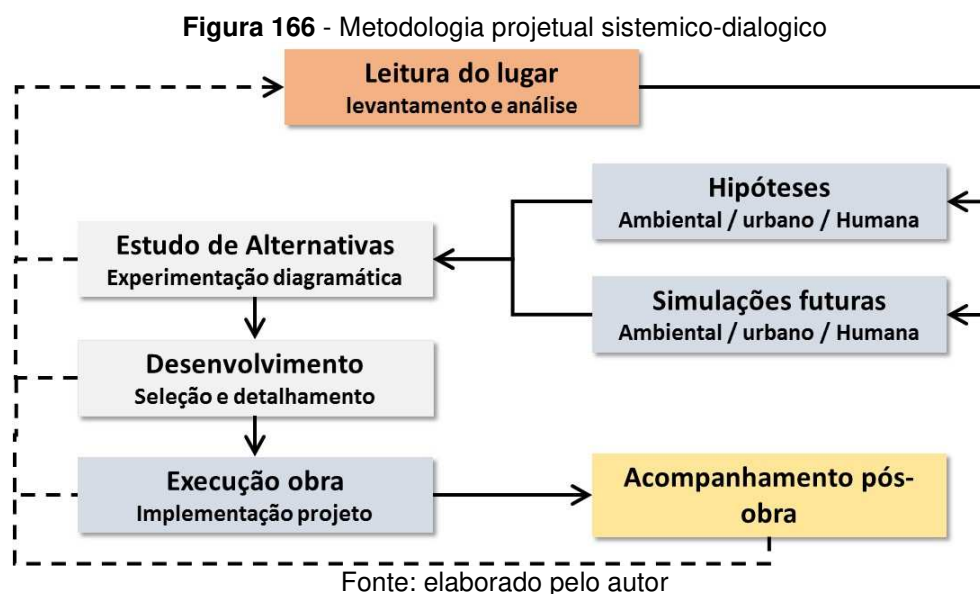 Figura 166 - Metodologia projetual sistemico-dialogico
Leitura do lugar
levantamento e análise
Hipóteses
Ambiental / urbano / Humana
Estudo de Alternativas
Experimentação diagramática
Simulações futuras
Ambiental / urbano / Humana
Desenvolvimento
Seleção e detalhamento
Execução obra
Implementação projeto
Acompanhamento pós-
obra
Fonte: elaborado pelo autor